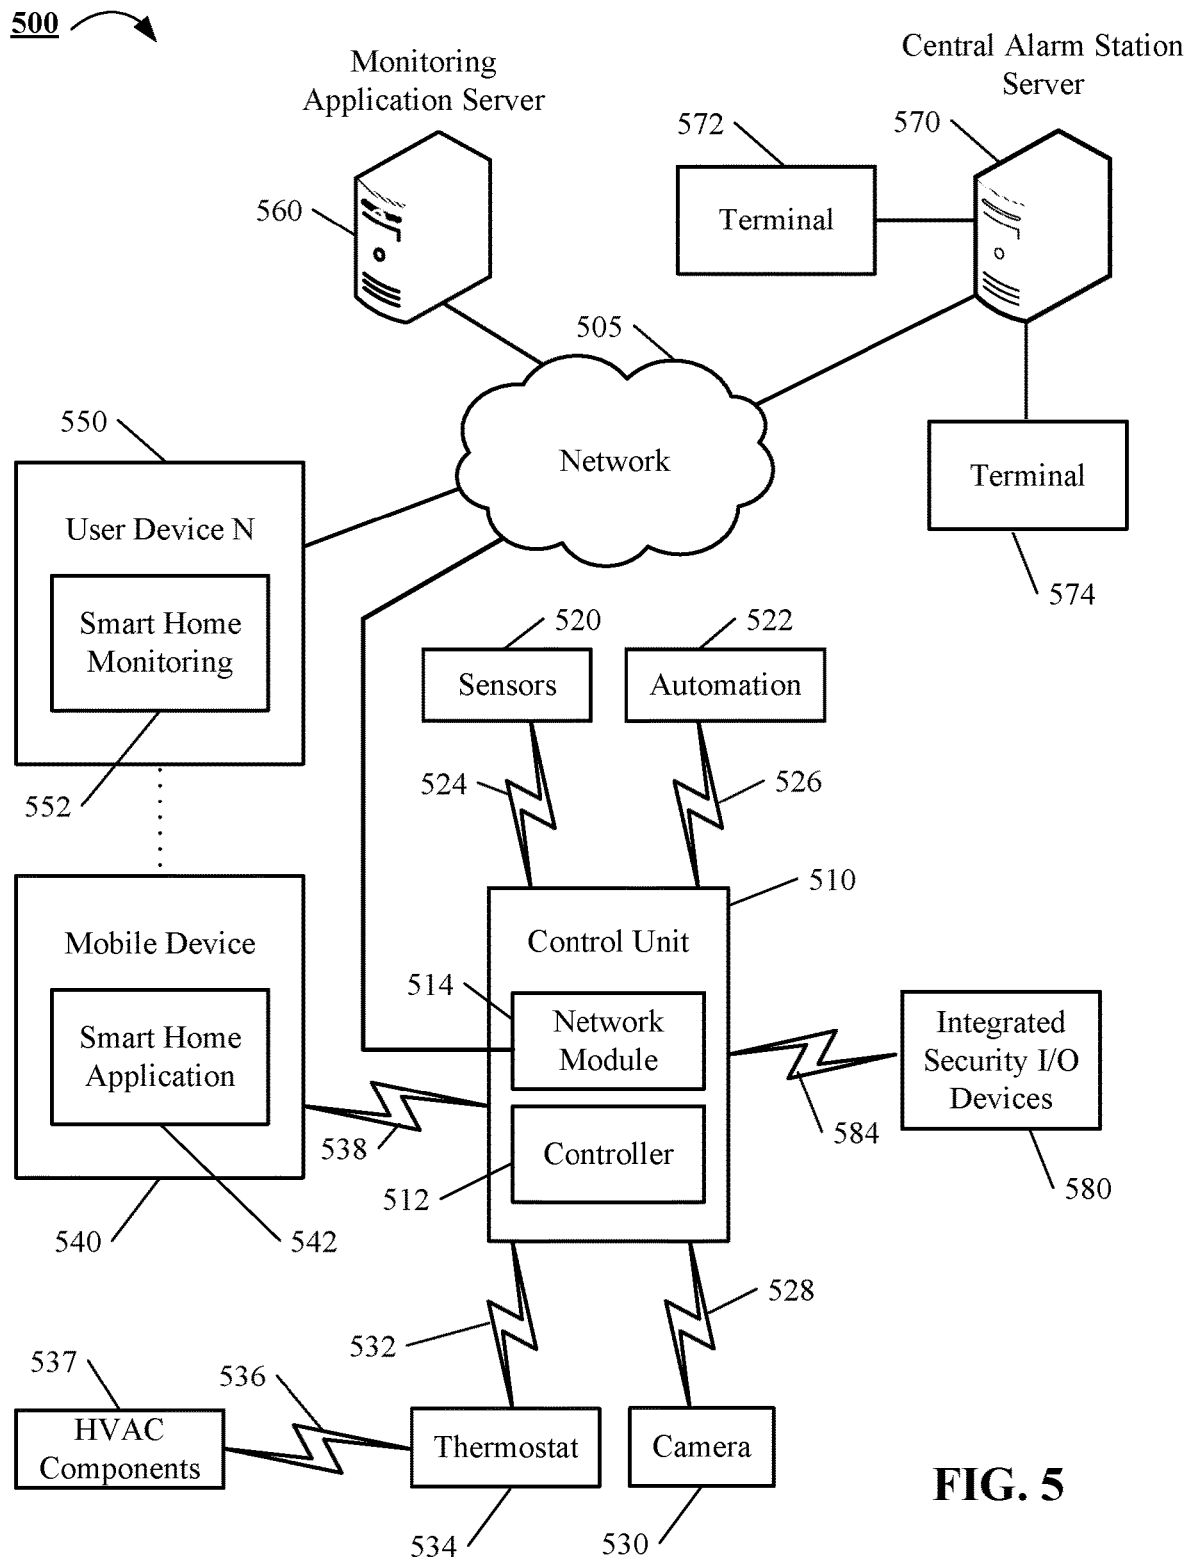 500
Monitoring
Application Server
Central Alarm Station
Server
572
570
560
Terminal
505
550
Network
Terminal
User Device N
574
Smart Home
Monitoring
520
522
Sensors
Automation
552
524
526
510
Mobile Device
Control Unit
514
Network
Module
Smart Home
Application
Integrated
Security I/O
Devices
538
584
Controller
512
580
540
542
528
532
537
536
HVAC
Components
Thermostat
Camera
FIG. 5
534
530